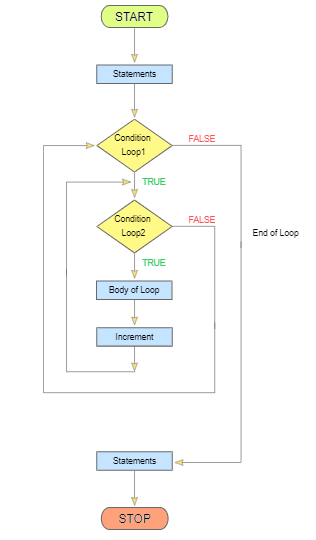 START
Statements
Condition
Loop1
FALSE
TRUE
Condition
Loop2
FALSE
End of Loop
TRUE
Body of Loop
Increment
Statements
STOP